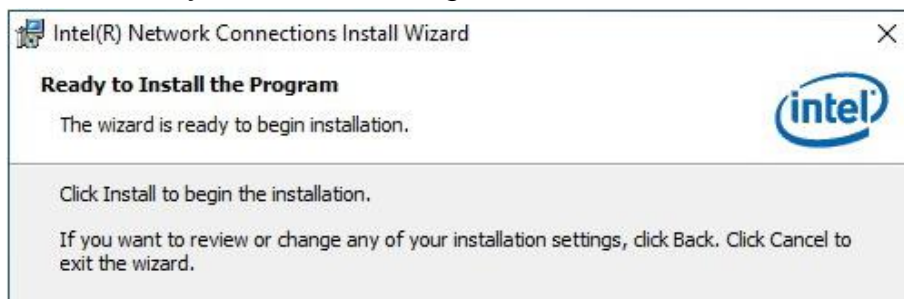 Intel(R) Network Connections Install Wizard
Ready to Install the Program
The wizard is ready to begin installation.
intel
Click Install to begin the installation.
If you want to review or change any of your installation settings, click Back. Click Cancel to
exit the wizard.